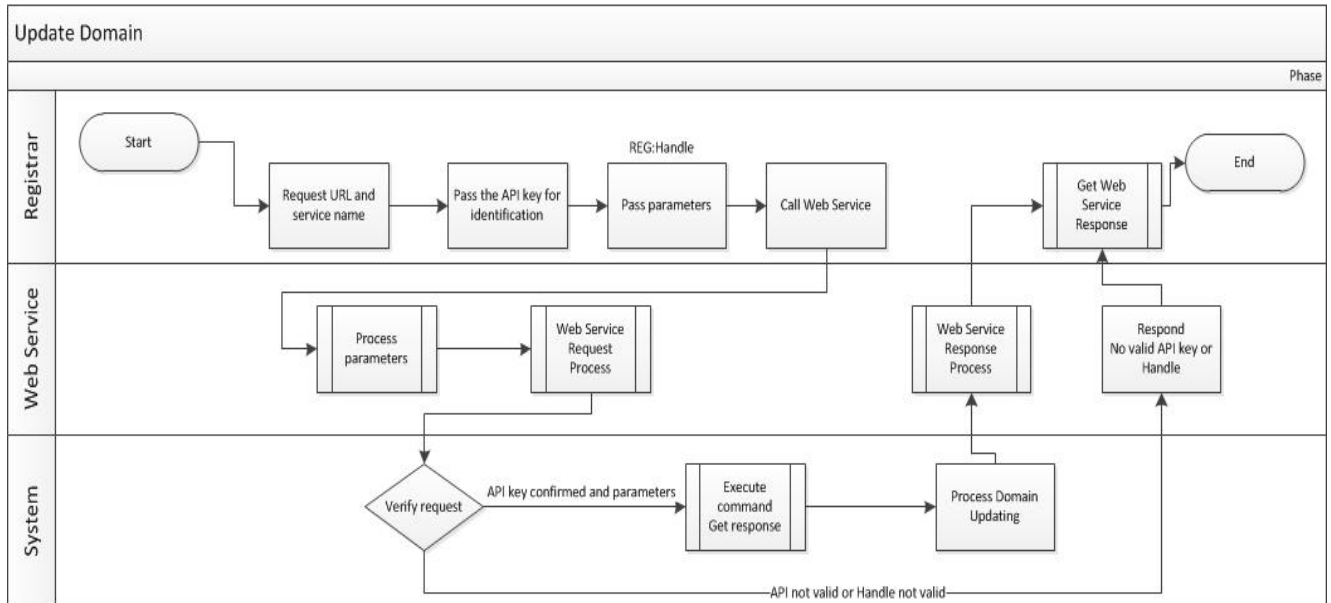 Update Domain
Phase
Registrar
Start
Request URL and
service name
Pass the API key for
identification
REG:Handle
Pass parameters
Call Web Service
Get Web
Service
Response
End
Web Service
Process
parameters
Web Service
Request
Process
Web Service
Response
Process
Respond
No valid API key or
Handle
System
Verify request
API key confirmed and parameters
Execute
command
Get response
Process Domain
Updating
API not valid or Handle not valid